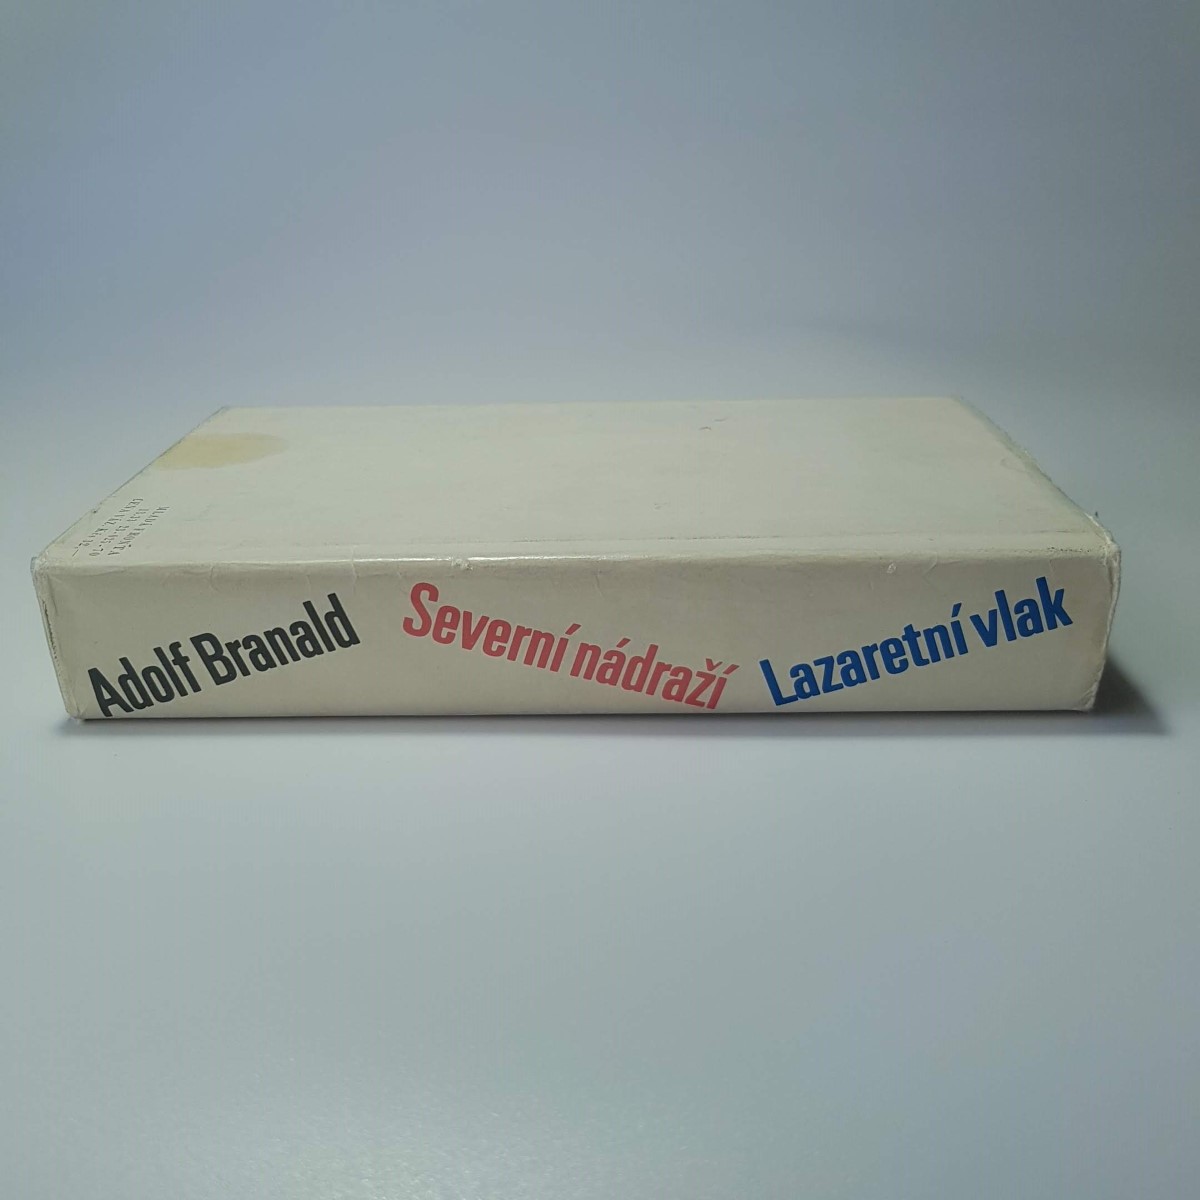 Adolf Branald
Severní nádraží
Lazaretní vlak